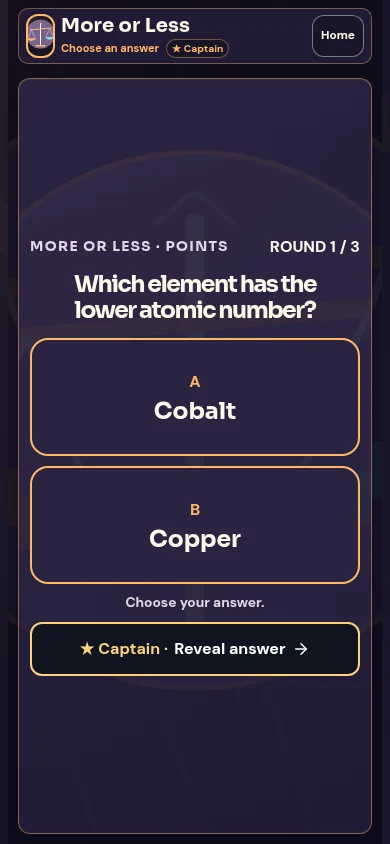 More or Less
Choose an answer ★ Captain
Home
MORE OR LESS · POINTS
ROUND 1 / 3
Which element has the
lower atomic number?
A
Cobalt
B
Copper
Choose your answer.
★ Captain · Reveal answer →